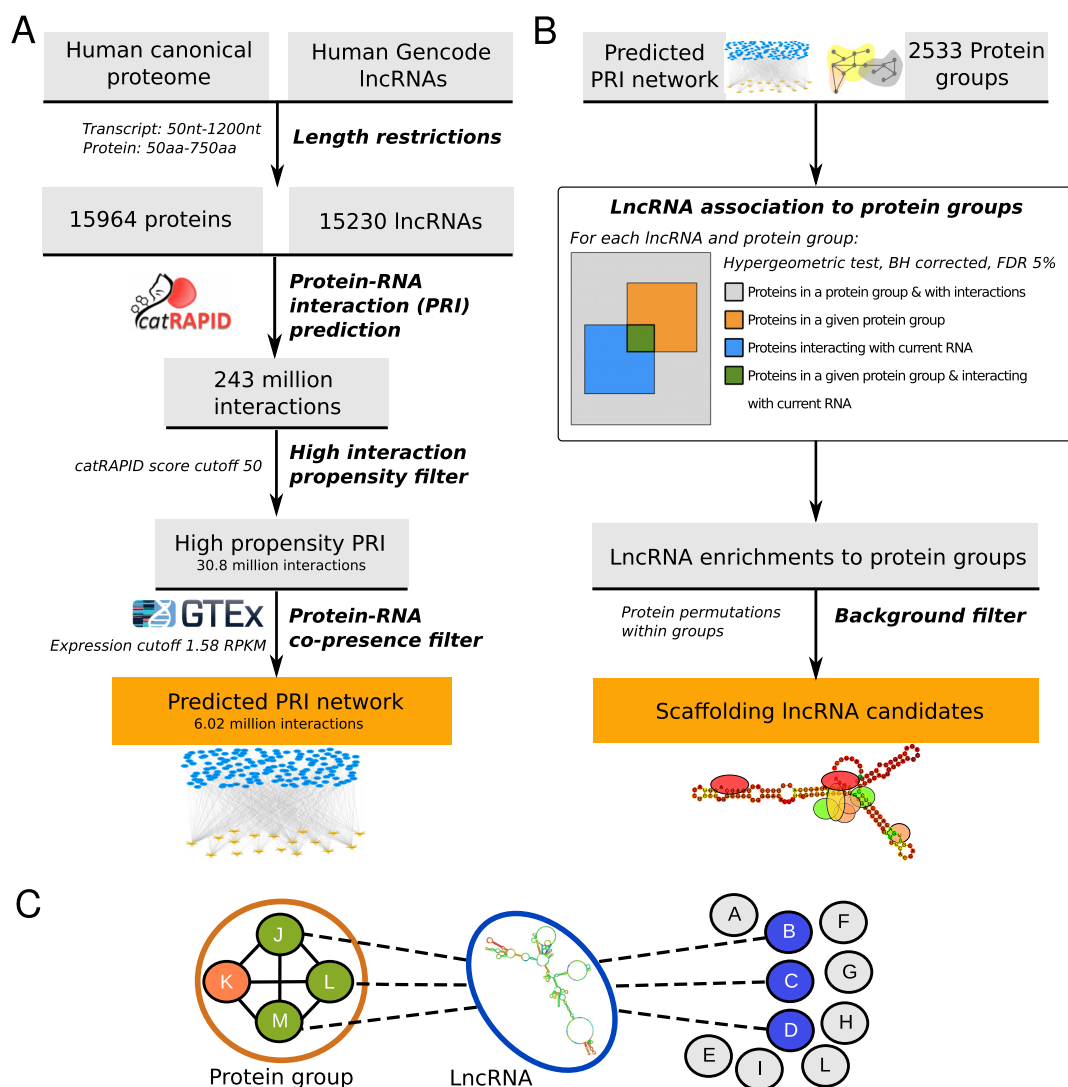 A
Human canonical
proteome
Human Gencode
lncRNAs
Transcript: 50nt-1200nt
Protein: 50aa-750aa
Length restrictions
15964 proteins
15230 lncRNAs
catRAPID
Protein-RNA
interaction (PRI)
prediction
243 million
interactions
catRAPID score cutoff 50
High interaction
propensity filter
High propensity PRI
30.8 million interactions
GTEx
Expression cutoff 1.58 RPKM
Protein-RNA
co-presence filter
Predicted PRI network
6.02 million interactions
B
Predicted
PRI network
2533 Protein
groups
LncRNA association to protein groups
For each lncRNA and protein group:
Hypergeometric test, BH corrected, FDR 5%
Proteins in a protein group & with interactions
Proteins in a given protein group
Proteins interacting with current RNA
Proteins in a given protein group & interacting
with current RNA
LncRNA enrichments to protein groups
Protein permutations
within groups
Background filter
Scaffolding lncRNA candidates
C
J
K
L
M
Protein group
LncRNA
A
B
F
C
G
D
H
E
I
L